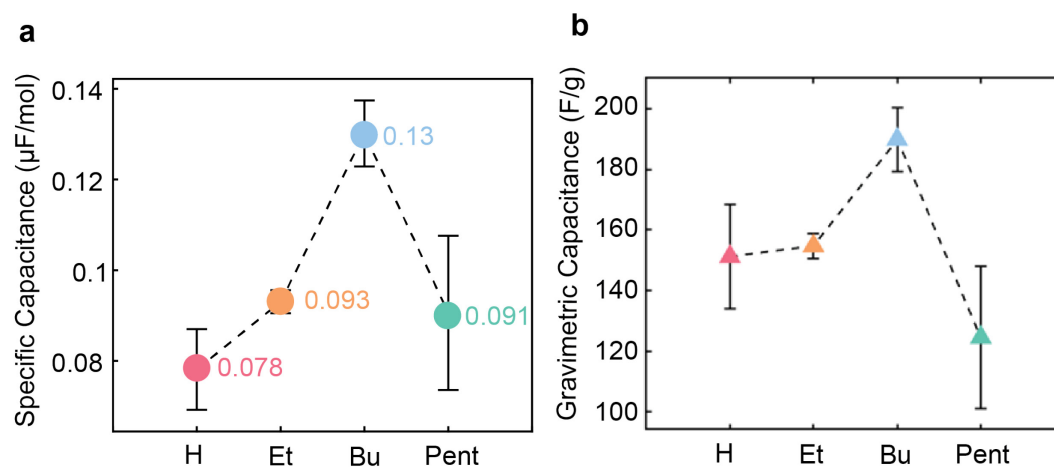 a
Specific Capacitance (µF/mol)
0.14
0.12
0.1
0.08
0.078
0.093
0.13
0.091
H Et Bu Pent
b
Gravimetric Capacitance (F/g)
200
180
160
140
120
100
H Et Bu Pent